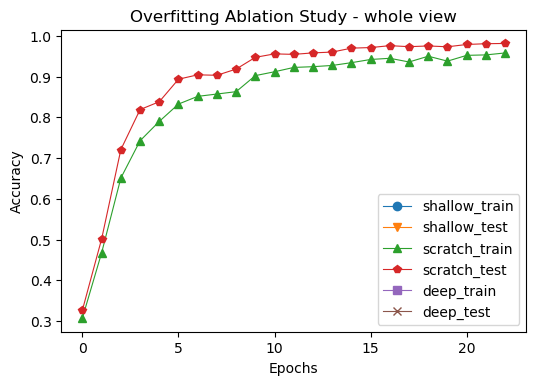 Overfitting Ablation Study - whole view
1.0
0.9
0.8
0.7
0.6
0.5
0.4
0.3
Accuracy
shallow_train
shallow_test
scratch_train
scratch_test
deep_train
deep_test
0 5 10 15 20
Epochs